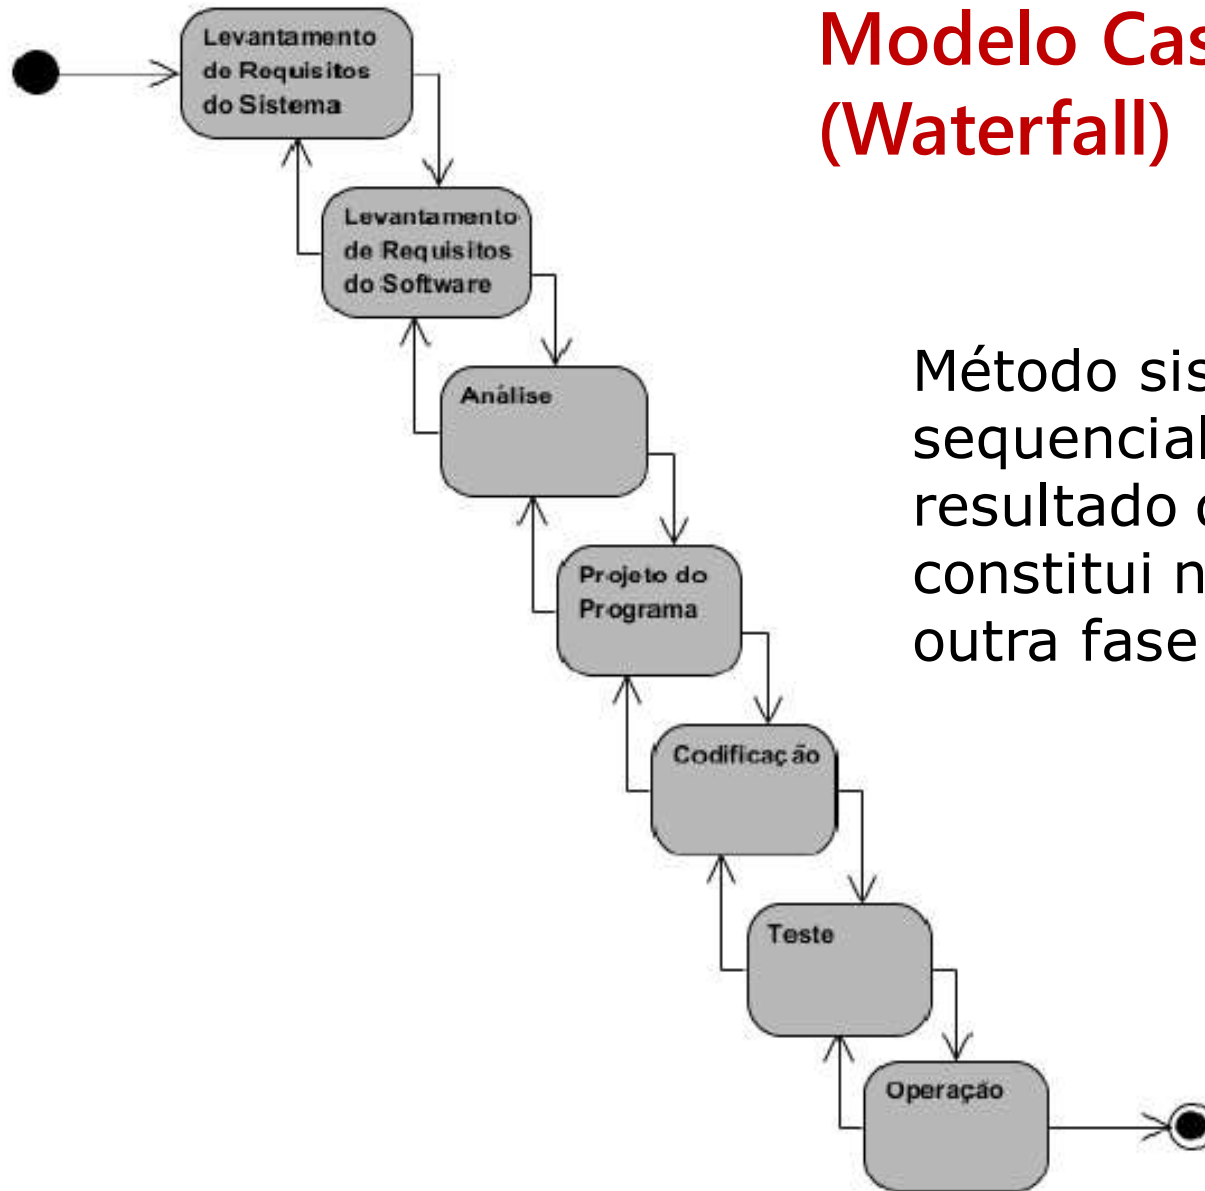 Modelo Cas
(Waterfall)
Levantamento
de Requisitos
do Sistema
Levantamento
de Requisitos
do Software
Análise
Projeto do
Programa
Codificação
Teste
Operação
Método sis
sequencial
resultado
constitui n
outra fase